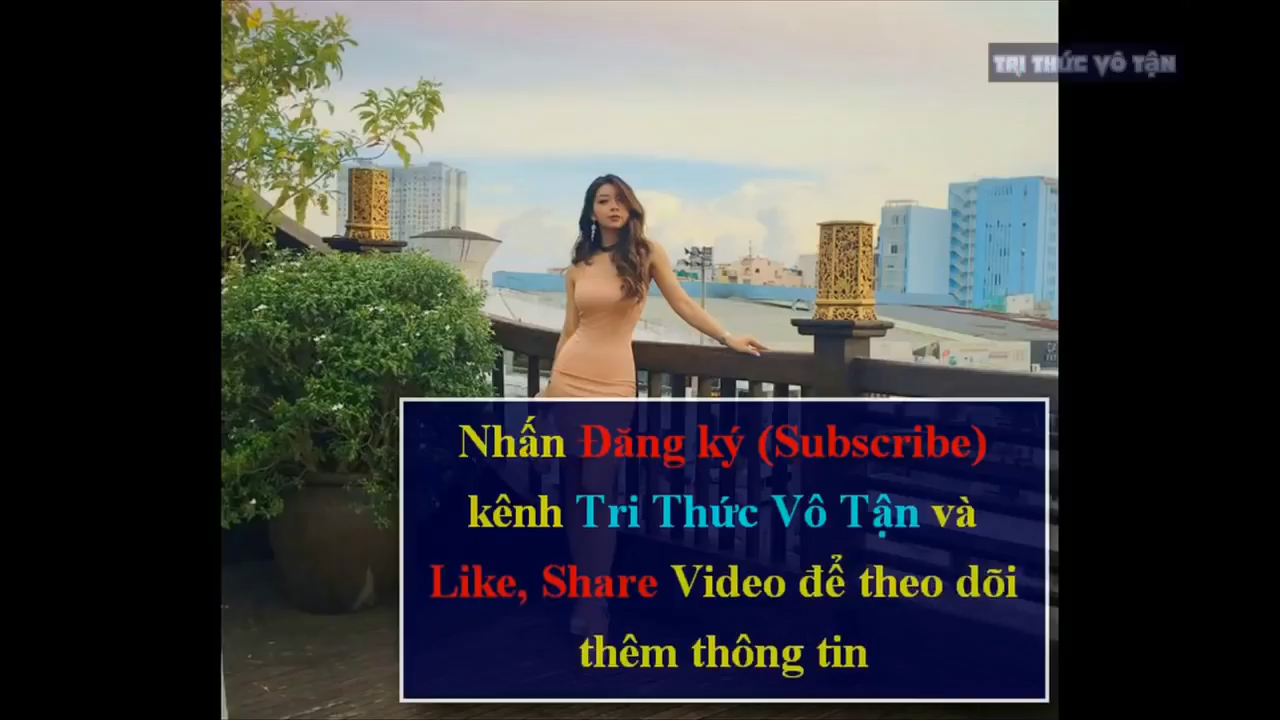 TRI THỨC VÔ TẬN
Nhấn Đăng ký (Subscribe)
kênh Tri Thức Vô Tận và
Like, Share Video để theo dõi
thêm thông tin